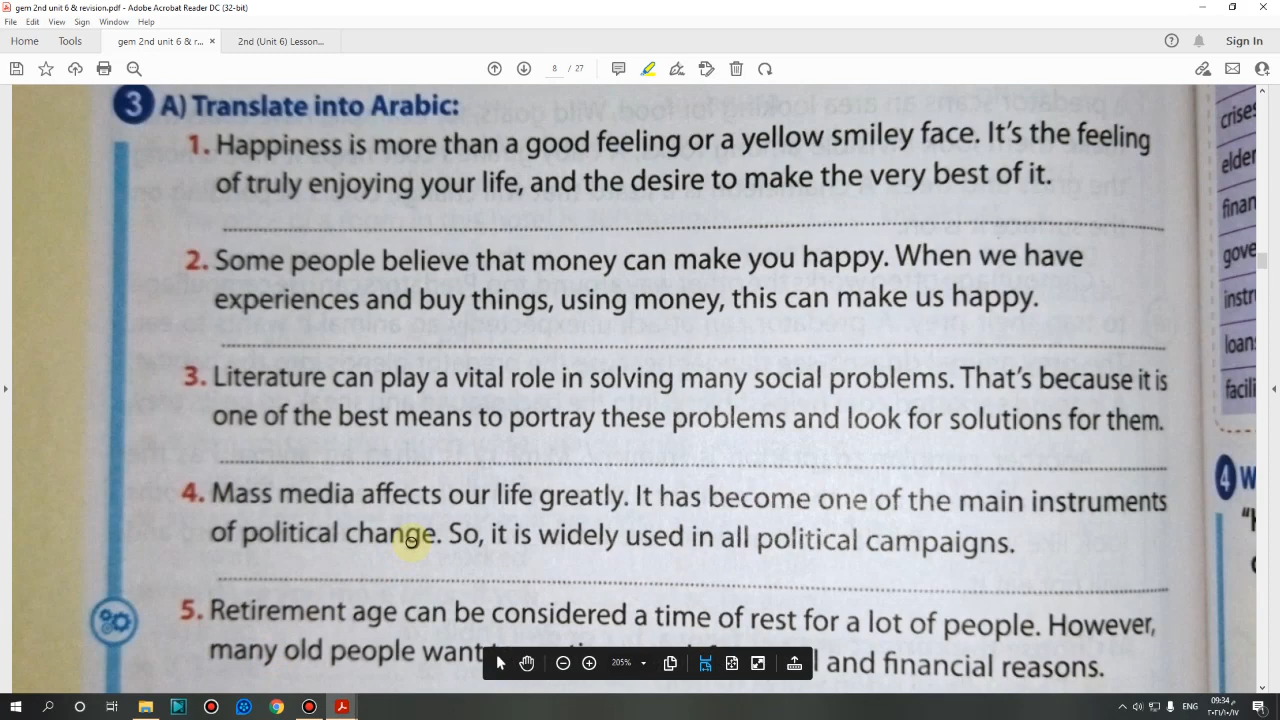 gem 2nd unit 6 & revision.pdf - Adobe Acrobat Reader DC (32-bit)
File Edit View Sign Window Help
Home Tools gem 2nd unit 6 & r... × 2nd (Unit 6) Lesson... Sign In
8 / 27
3 A) Translate into Arabic:
1. Happiness is more than a good feeling or a yellow smiley face. It's the feeling
of truly enjoying your life, and the desire to make the very best of it.
2. Some people believe that money can make you happy. When we have
experiences and buy things, using money, this can make us happy.
3. Literature can play a vital role in solving many social problems. That's because it is
one of the best means to portray these problems and look for solutions for them.
4. Mass media affects our life greatly. It has become one of the main instruments
of political change. So, it is widely used in all political campaigns.
5. Retirement age can be considered a time of rest for a lot of people. However,
many old people want and financial reasons.
crises
elder
finan
gove
instr
loan
facili
4 W
205%
ENG
09:34 م
٢٠٢١/١٠/١٧